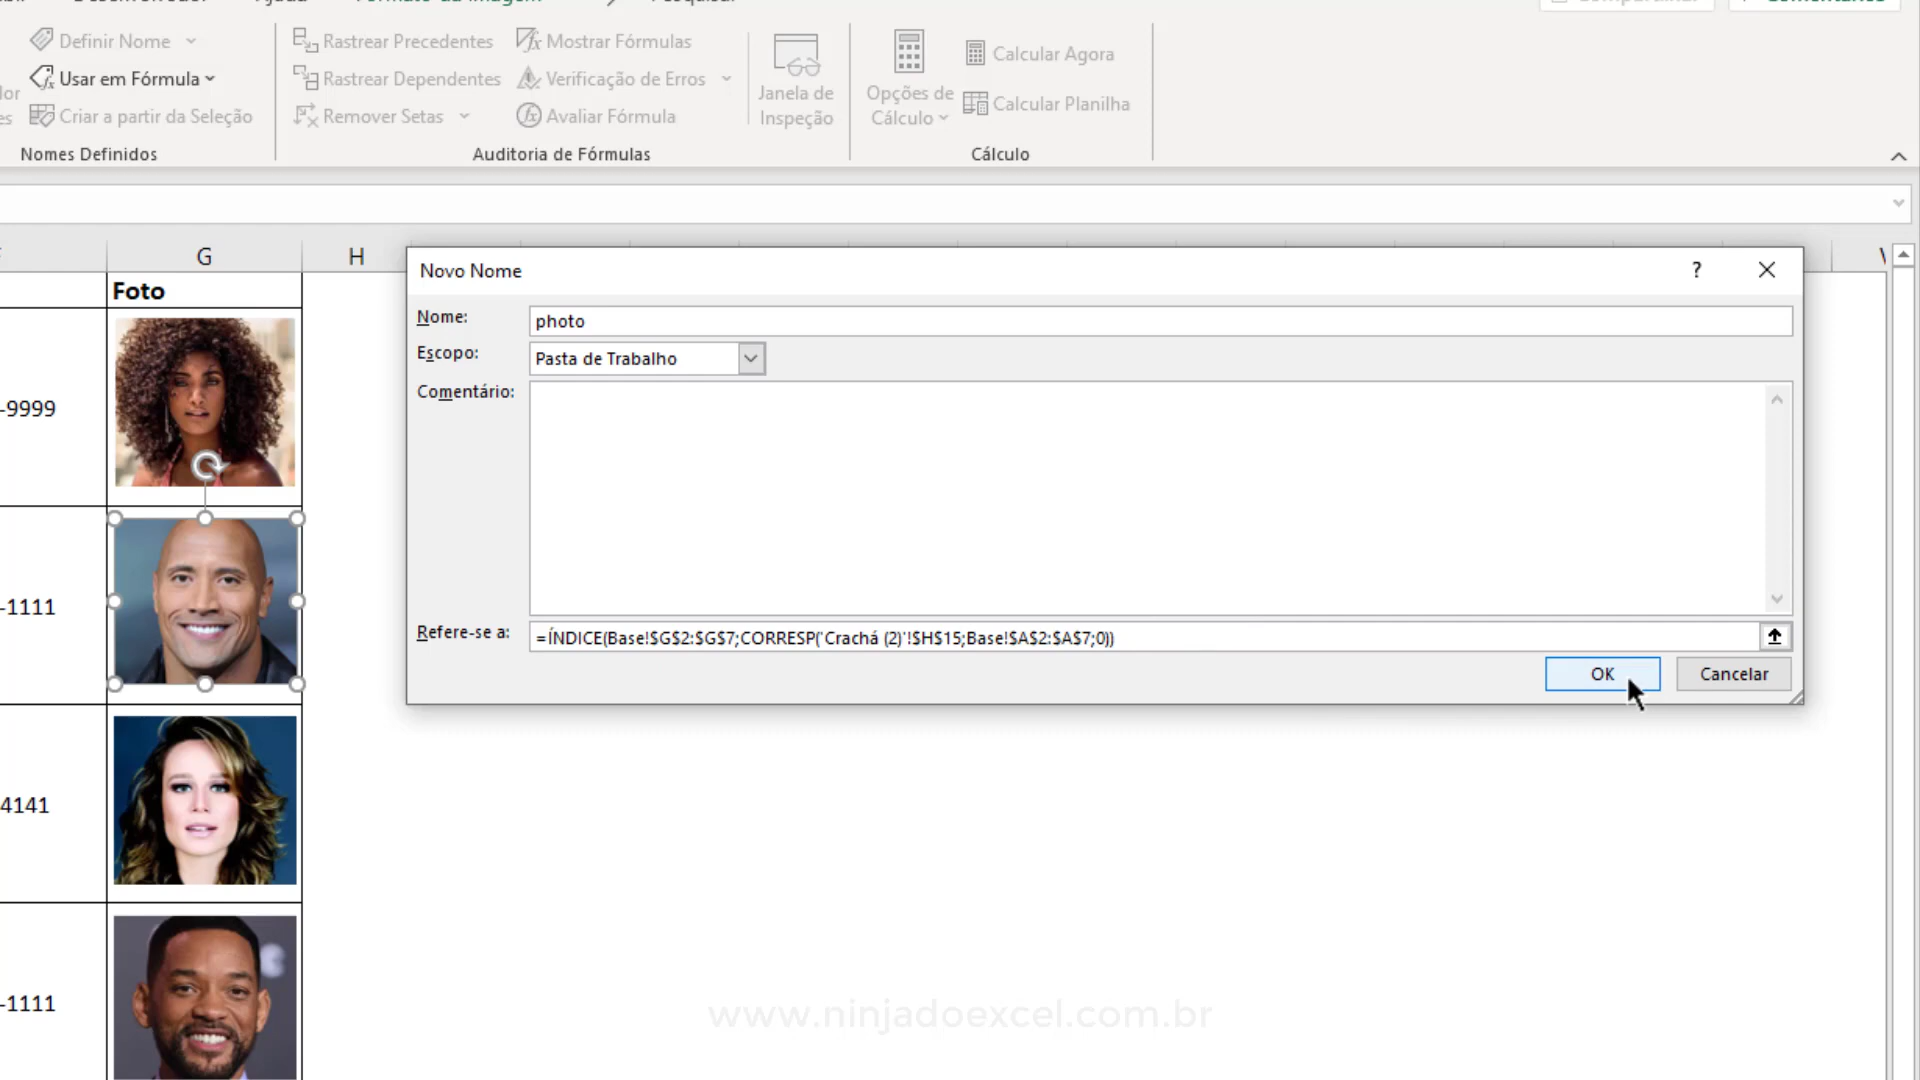 Definir Nome
Usar em Fórmula
Criar a partir da Seleção
Nomes Definidos
Rastrear Precedentes
Rastrear Dependentes
Remover Setas
Mostrar Fórmulas
Verificação de Erros
Avaliar Fórmula
Auditoria de Fórmulas
Janela de
Inspeção
Opções de
Cálculo
Calcular Agora
Calcular Planilha
Cálculo
G
H
Foto
-9999
-1111
4141
-1111
Novo Nome
?
Nome:
photo
Escopo:
Pasta de Trabalho
Comentário:
Refere-se a:
=ÍNDICE(Base!$G$2:$G$7;CORRESP('Crachá (2)'!$H$15;Base!$A$2:$A$7;0))
OK
Cancelar
www.ninjadoexcel.com.br